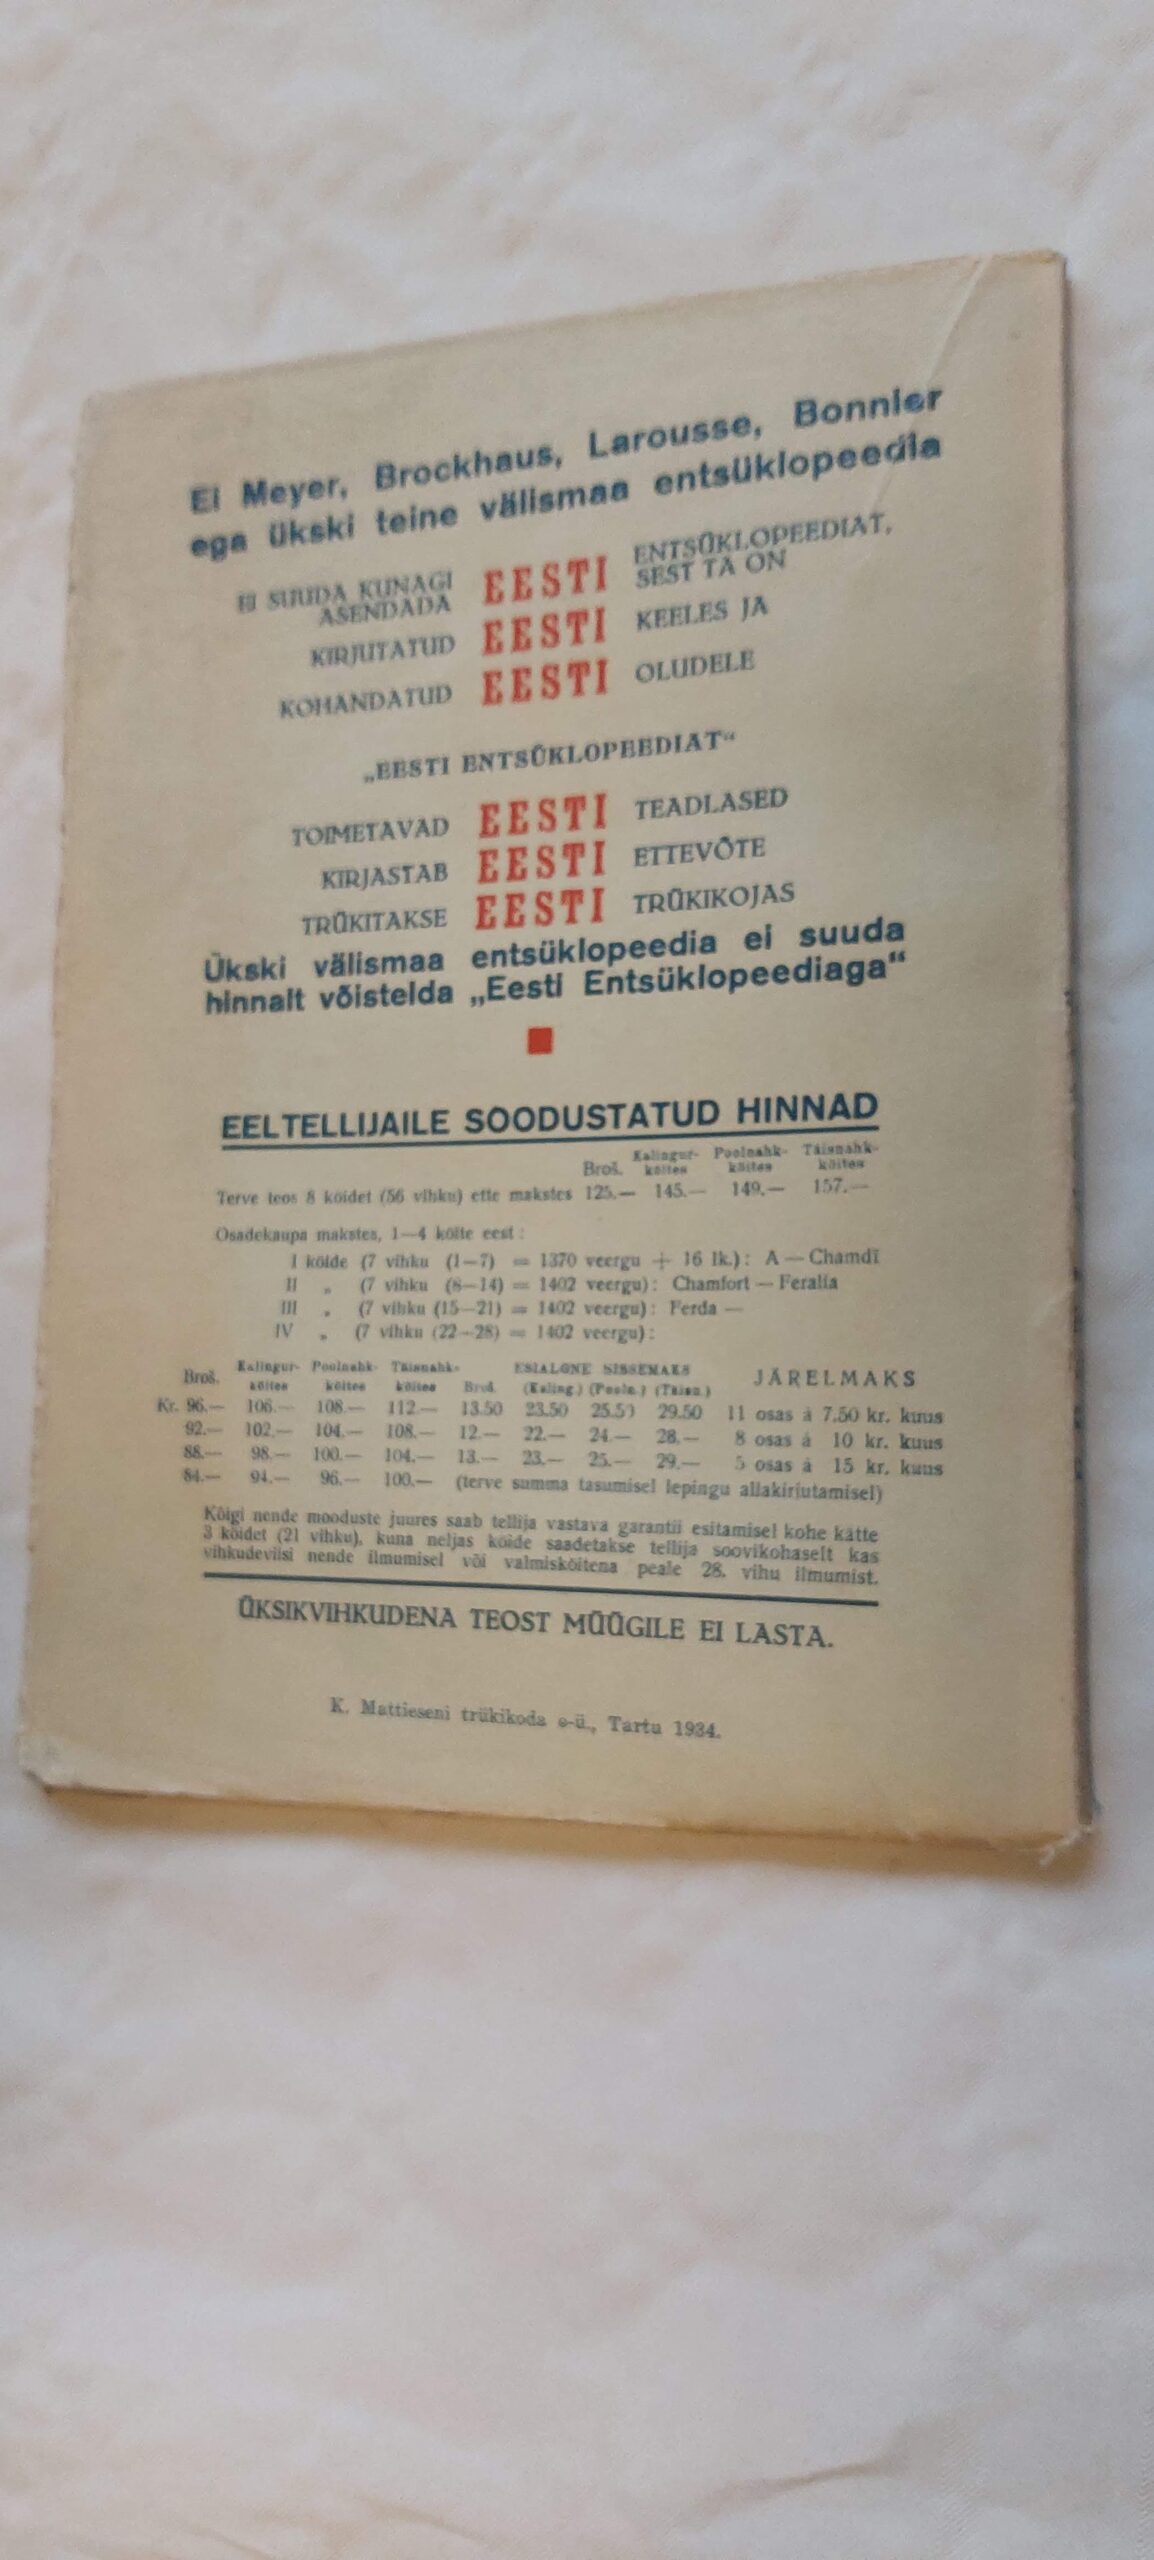 Ei Meyer, Brockhaus, Larousse, Bonnier
ega ükski teine välismaa entsüklopeedia
EI SUUDA KUNAGI ASENDADA EESTI ENTSÜKLOPEEDIAT, SEST TA ON
KIRJUTATUD EESTI KEELES JA
KOHANDATUD EESTI OLUDELE
„EESTI ENTSÜKLOPEEDIAT“
TOIMETAVAD EESTI TEADLASED
KIRJASTAB EESTI ETTEVÕTE
TRÜKITAKSE EESTI TRÜKIKOJAS
Ükski välismaa entsüklopeedia ei suuda
hinnalt võistelda „Eesti Entsüklopeediaga“
EELTELLIJAILE SOODUSTATUD HINNAD
Broš. Kalingur-köites Poolnahk-köites Täisnahk-köites
Terve teos 8 köidet (56 vihku) ette makstes 125.— 145.— 149.— 157.—
Osadekaupa makstes, 1—4 köite eest:
I köide (7 vihku (1—7) = 1370 veergu + 16 lk.): A — Chamdī
II „ (7 vihku (8—14) = 1402 veergu): Chamfort — Feralia
III „ (7 vihku (15—21) = 1402 veergu): Ferda —
IV „ (7 vihku (22—28) = 1402 veergu):
Broš. Kalingur-köites Poolnahk-köites Täisnahk-köites ESIALGNE SISSEMAKS Broš. (Kaling.) (Pooln.) (Täisn.) JÄRELMAKS
Kr. 96.— 106.— 108.— 112.— 13.50 23.50 25.50 29.50 11 osas à 7.50 kr. kuus
92.— 102.— 104.— 108.— 12.— 22.— 24.— 28.— 8 osas à 10 kr. kuus
88.— 98.— 100.— 104.— 13.— 23.— 25.— 29.— 5 osas à 15 kr. kuus
84.— 94.— 96.— 100.— (terve summa tasumisel lepingu allakirjutamisel)
Kõigi nende mooduste juures saab tellija vastava garantii esitamisel kohe kätte
3 köidet (21 vihku), kuna neljas köide saadetakse tellija soovikohaselt kas
vihkudeviisi nende ilmumisel või valmisköitena peale 28. vihu ilmumist.
ÜKSIKVIHKUDENA TEOST MÜÜGILE EI LASTA.
K. Mattieseni trükikoda o-ü., Tartu 1934.